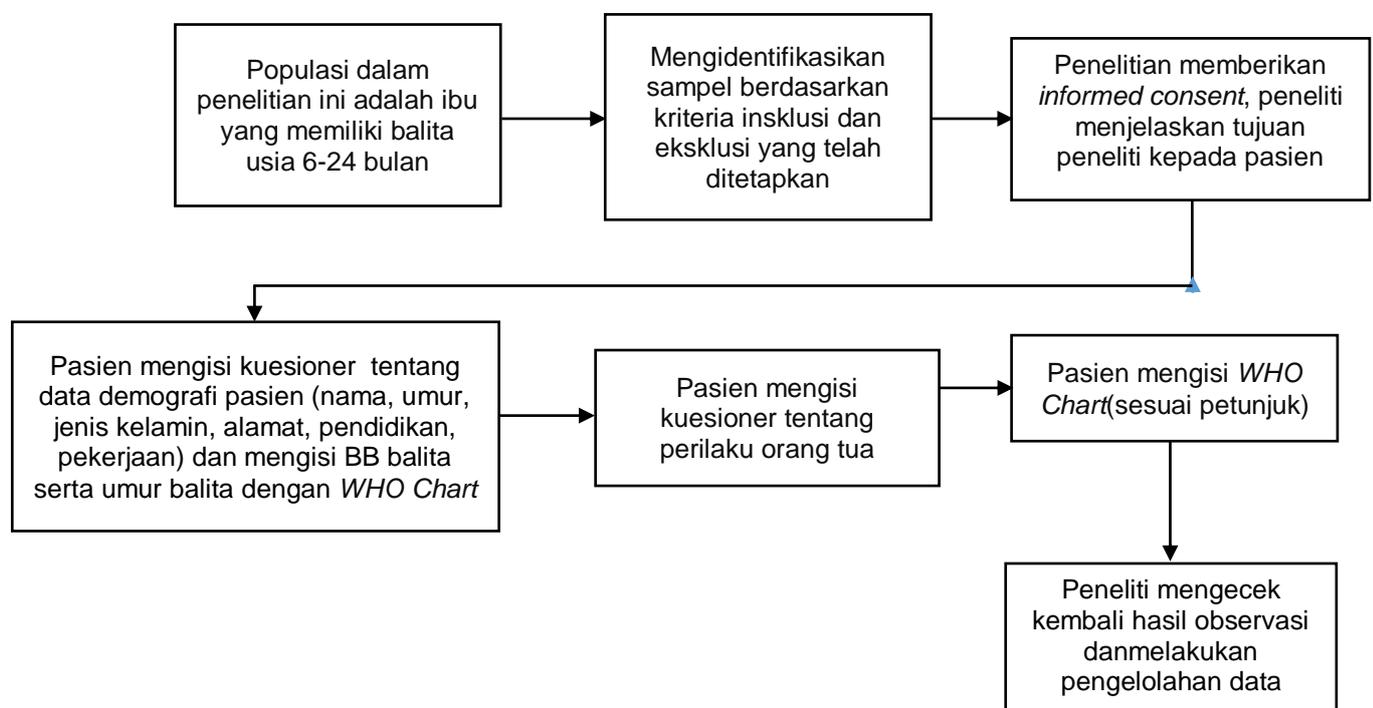 Populasi dalam
penelitian ini adalah ibu
yang memiliki balita
usia 6-24 bulan
Mengidentifikasikan
sampel berdasarkan
kriteria insklusi dan
eksklusi yang telah
ditetapkan
Penelitian memberikan
informed consent, peneliti
menjelaskan tujuan
peneliti kepada pasien
Pasien mengisi kuesioner tentang
data demografi pasien (nama, umur,
jenis kelamin, alamat, pendidikan,
pekerjaan) dan mengisi BB balita
serta umur balita dengan WHO Chart
Pasien mengisi
kuesioner tentang
perilaku orang tua
Pasien mengisi WHO
Chart(sesuai petunjuk)
Peneliti mengecek
kembali hasil observasi
danmelakukan
pengelolahan data